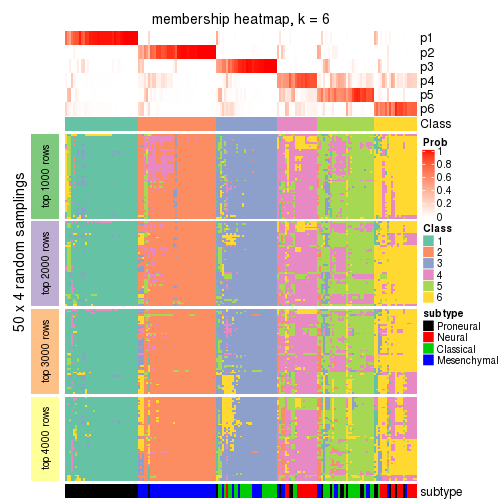 membership heatmap, k = 6
p1
p2
p3
p4
p5
p6
Class
50 x 4 random samplings
top 1000 rows
top 2000 rows
top 3000 rows
top 4000 rows
Prob
1
0.8
0.6
0.4
0.2
0
Class
1
2
3
4
5
6
subtype
Proneural
Neural
Classical
Mesenchymal
subtype